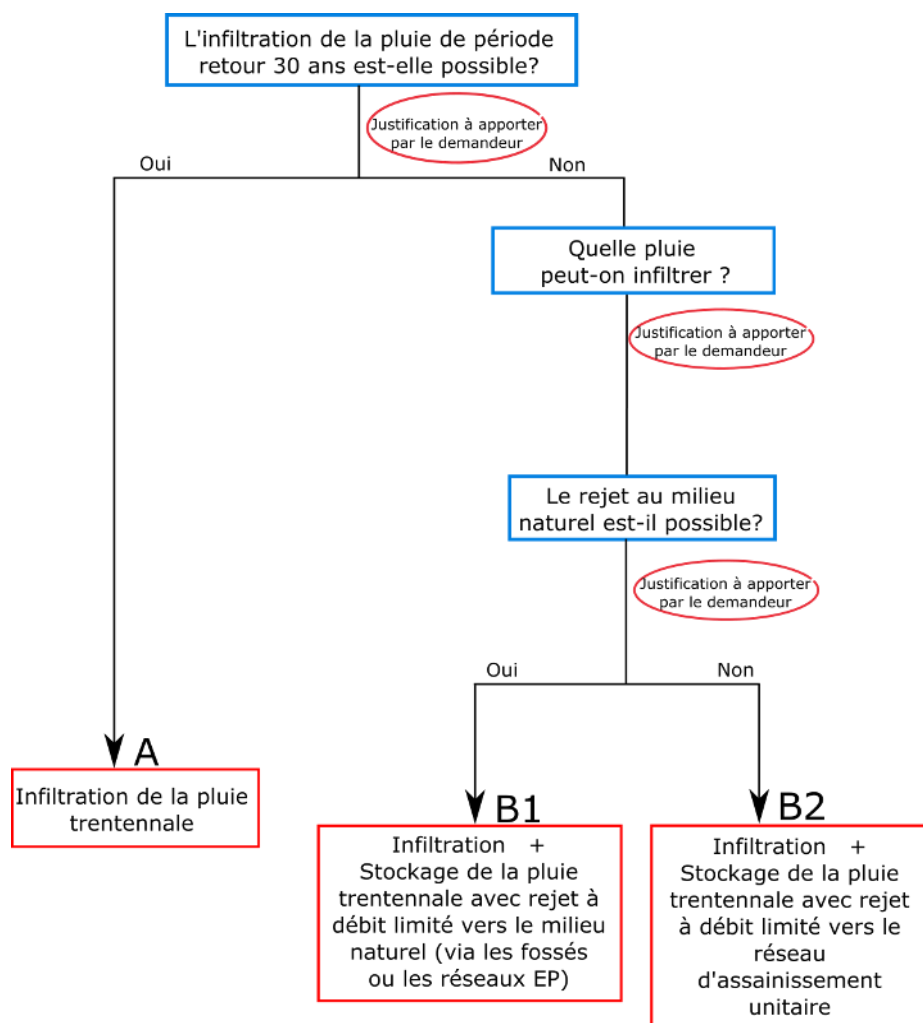 L'infiltration de la pluie de période
retour 30 ans est-elle possible?
Justification à apporter
par le demandeur
Oui
Non
Quelle pluie
peut-on infiltrer ?
Justification à apporter
par le demandeur
Le rejet au milieu
naturel est-il possible?
Justification à apporter
par le demandeur
Oui
Non
A
Infiltration de la pluie
trentennale
B1
Infiltration +
Stockage de la pluie
trentennale avec rejet à
débit limité vers le milieu
naturel (via les fossés
ou les réseaux EP)
B2
Infiltration +
Stockage de la pluie
trentennale avec rejet
à débit limité vers le
réseau
d'assainissement
unitaire